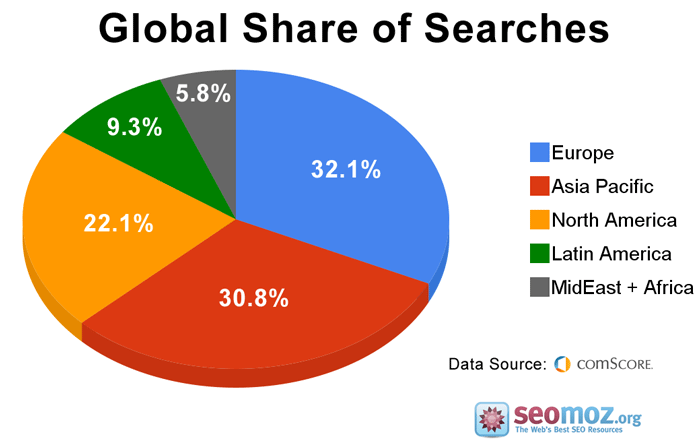 Global Share of Searches
5.8%
9.3%
32.1%
22.1%
30.8%
Europe
Asia Pacific
North America
Latin America
MidEast + Africa
Data Source: comScore.
seomoz.org
The Web's Best SEO Resources